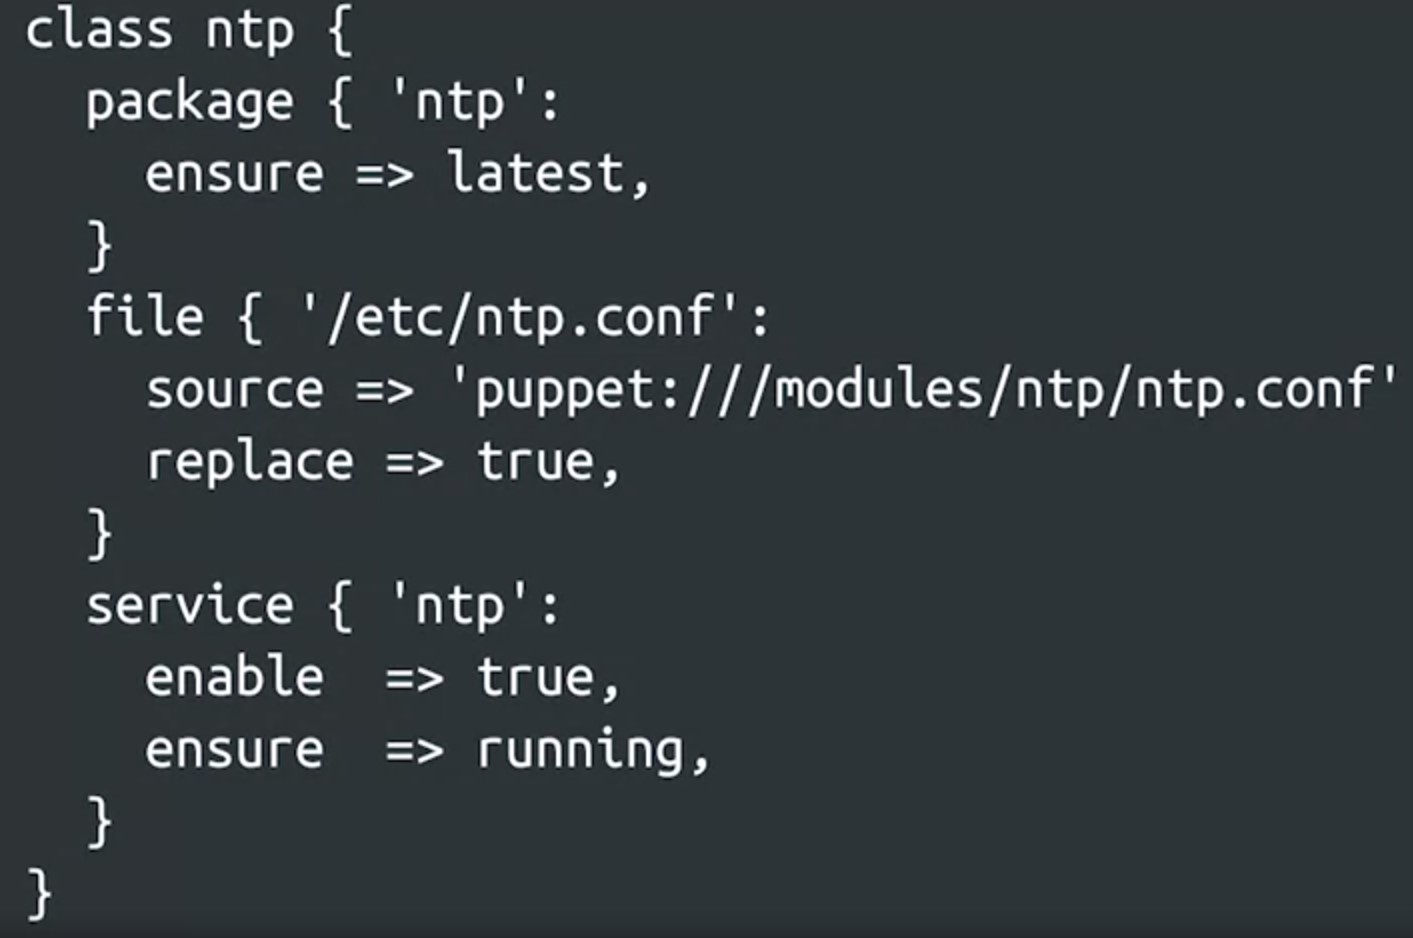 class ntp {
  package { 'ntp':
    ensure => latest,
  }
  file { '/etc/ntp.conf':
    source => 'puppet:///modules/ntp/ntp.conf'
    replace => true,
  }
  service { 'ntp':
    enable  => true,
    ensure  => running,
  }
}